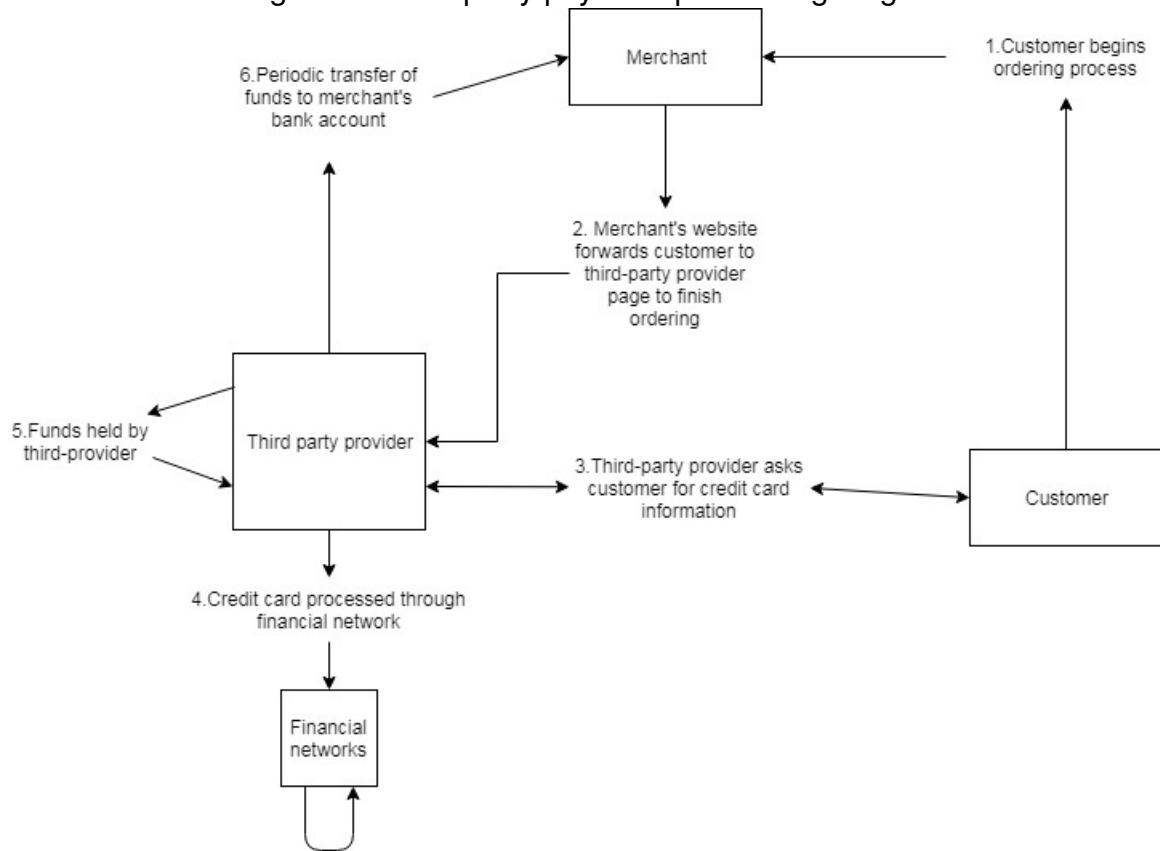 Merchant
1.Customer begins
ordering process
6.Periodic transfer of
funds to merchant's
bank account
2. Merchant's website
forwards customer to
third-party provider
page to finish
ordering
5.Funds held by
third-provider
Third party provider
3.Third-party provider asks
customer for credit card
information
Customer
4.Credit card processed through
financial network
Financial
networks